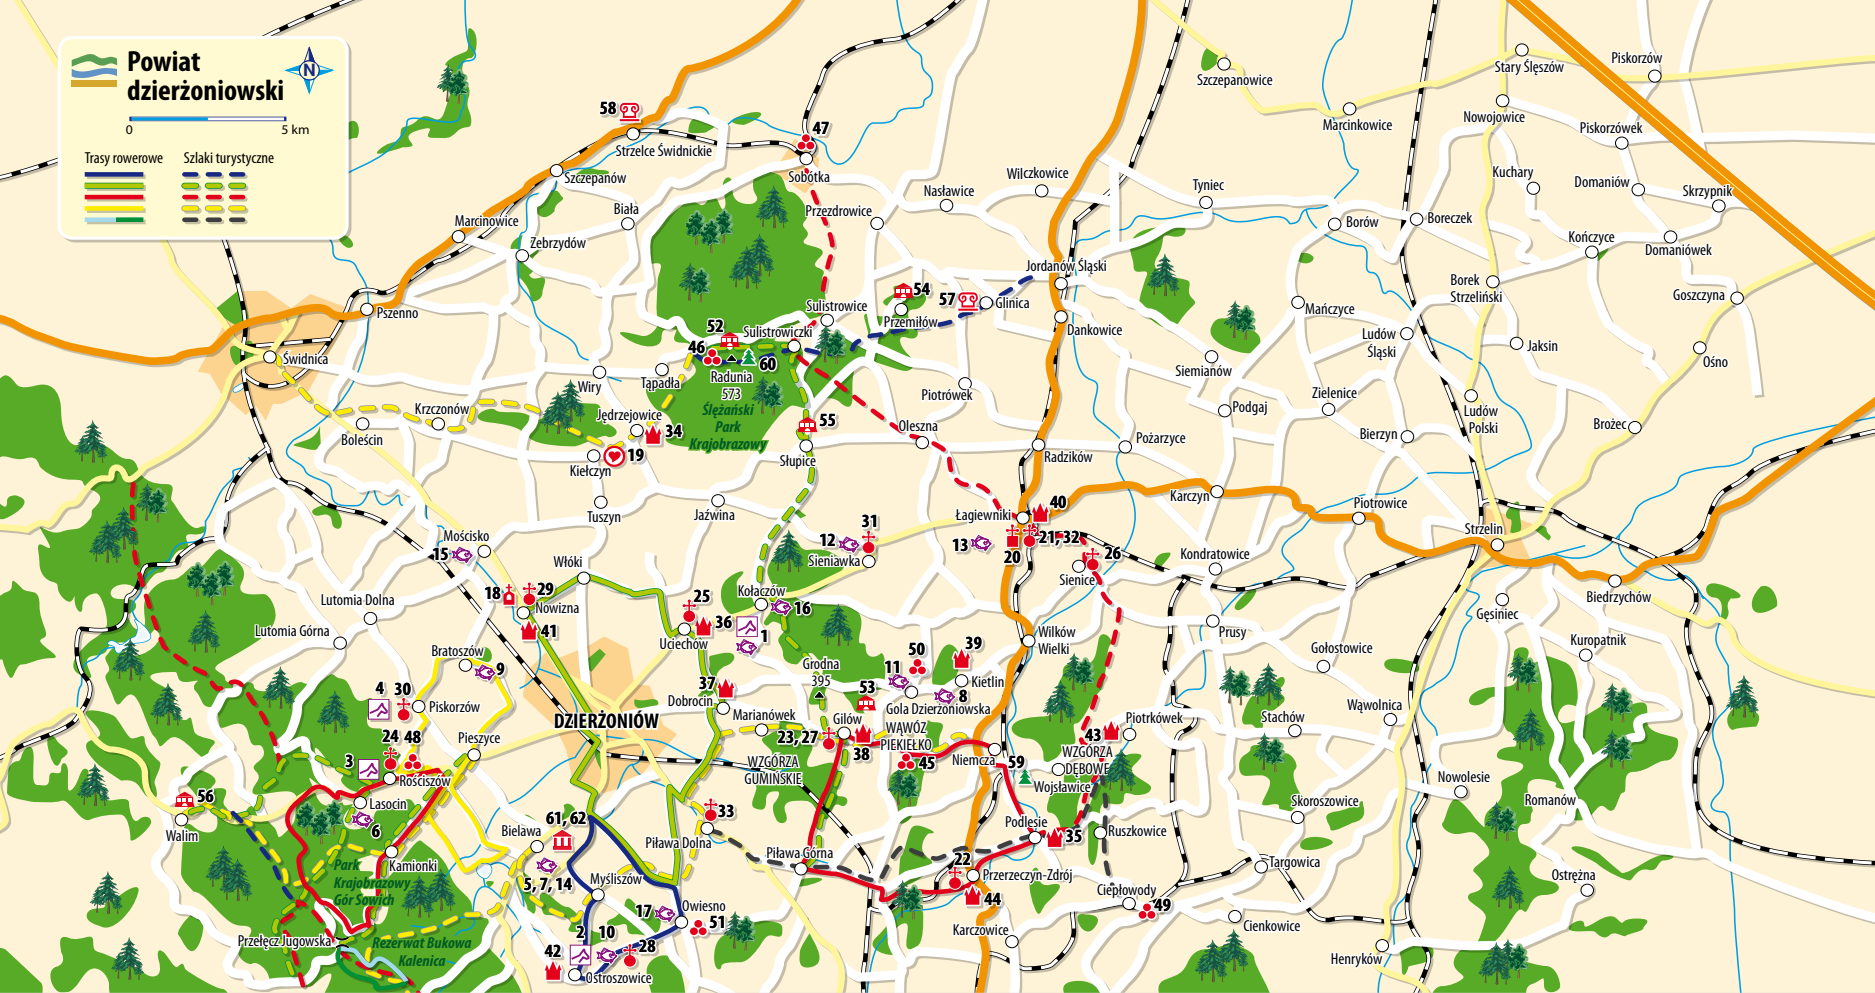 Powiat
dzierżoniowski
N
0 5 km
Trasy rowerowe Szlaki turystyczne
58
Strzelce Świdnickie
47
Sobótka
Szczepanów
Marcinowice
Biała
Zebrzydów
Przezdrowice
Nasławice
Wilczkowice
Tyniec
Szczepanowice
Marcinkowice
Stary Ślęszów
Piskorzów
Nowojowice
Piskorzówek
Kuchary
Domaniów
Skrzypnik
Borów
Boreczek
Kończyce
Domaniówek
Jordanów Śląski
Borek
Strzeliński
Goszczyna
Pszenno
Świdnica
Sulistrowice
54
57
Glinica
Przemiłów
Mańczyce
Dankowice
Ludów
Śląski
Jaksin
Ośno
52
Sulistrowiczki
46
60
Radunia
573
Ślężański
Park
Krajobrazowy
Wiry
Tąpadła
Piotrówek
Siemianów
Zielenice
Podgaj
Ludów
Polski
Krzczonów
Jędrzejowice
34
55
Oleszna
Boleścin
Kiełczyn
19
Słupice
Radzików
Pożarzyce
Bierzyn
Brożec
Tuszyn
Jaźwina
Karczyn
Piotrowice
Strzelin
Łagiewniki
40
21, 32
20
13
31
12
Sieniawka
26
Sienice
Kondratowice
Mościsko
15
Włóki
18
29
Nowizna
41
25
36
Uciechów
Kołaczów
16
1
Lutomia Dolna
Lutomia Górna
Gęsiniec
Biedrzychów
Prusy
Kuropatnik
Gołostowice
Wilków
Wielki
Bratoszów
9
4
30
Piskorzów
DZIERŻONIÓW
37
Dobrocin
Grodna
395
50
11
39
Kietlin
8
Gola Dzierżoniowska
53
Marianówek
23, 27
Gilów
38
WĄWÓZ
PIEKIEŁKO
45
Niemcza
WZGÓRZA
GUMIŃSKIE
Piotrkówek
43
WZGÓRZA
DĘBOWE
59
Wojsławice
Stachów
Wąwolnica
Pieszyce
24
48
3
Rościszów
Lasocin
6
56
Walim
Kamionki
Park
Krajobrazowy
Gór Sowich
Przełęcz Jugowska
Rezerwat Bukowa
Kalenica
Bielawa
61, 62
5, 7, 14
Myśliszów
33
Piława Dolna
Piława Górna
Podlesie
35
Ruszkowice
22
Przerzeczyn-Zdrój
44
Nowolesie
Romanów
Skoroszowice
Targowica
Ostrężna
Ciepłowody
49
Cienkowice
Henryków
Karczowice
17
Owiesno
51
2
10
28
42
Ostroszowice